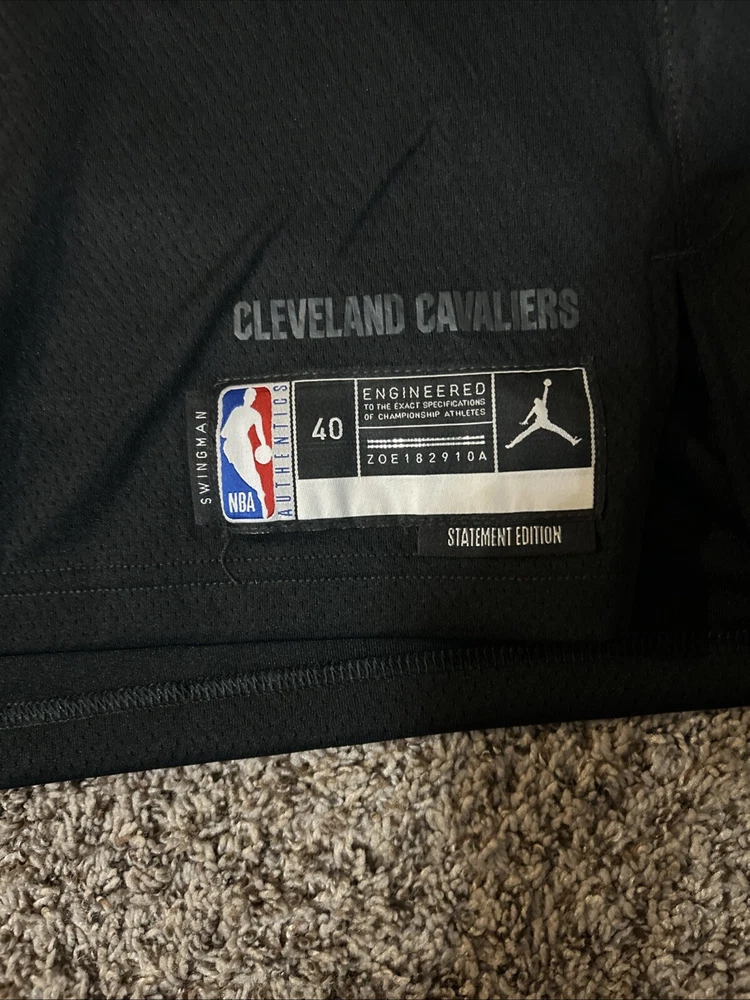 CLEVELAND CAVALIERS
SWINGMAN
NBA
AUTHENTICS
40
ENGINEERED
TO THE EXACT SPECIFICATIONS
OF CHAMPIONSHIP ATHLETES
ZOE182910A
STATEMENT EDITION